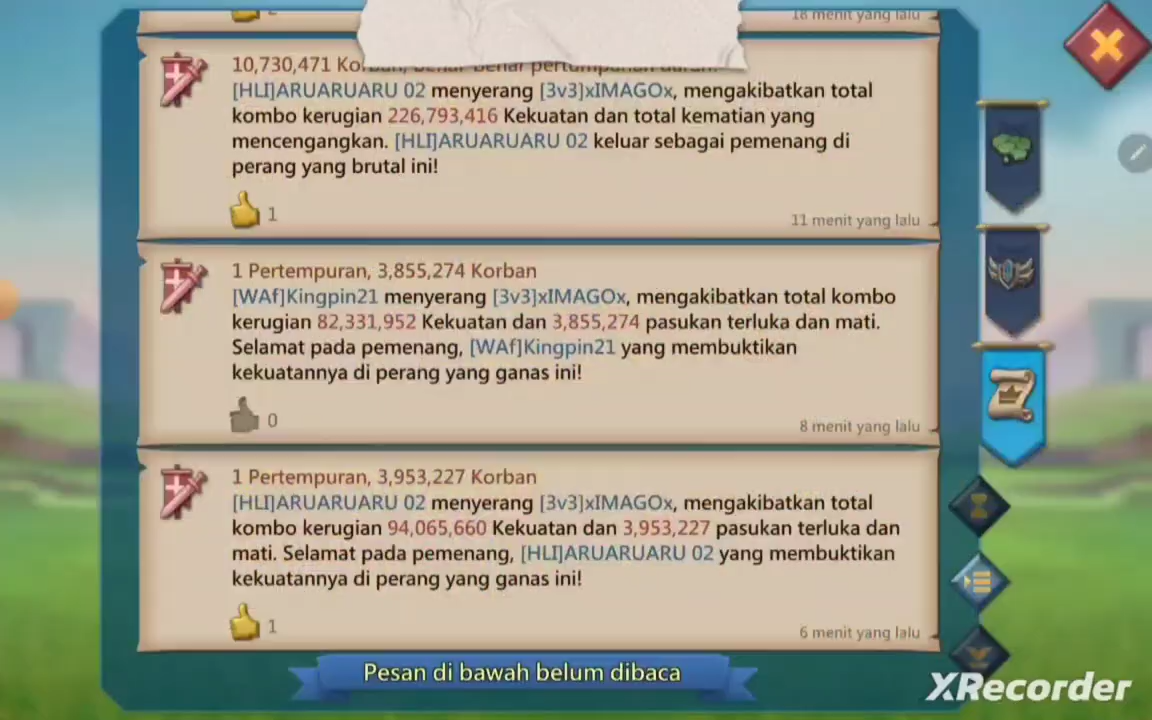 2
18 menit yang lalu
10,730,471 Korban, benar-benar pertumpahan darah!
[HLI]ARUARUARU 02 menyerang [3v3]xIMAGOx, mengakibatkan total
kombo kerugian 226,793,416 Kekuatan dan total kematian yang
mencengangkan. [HLI]ARUARUARU 02 keluar sebagai pemenang di
perang yang brutal ini!
1
11 menit yang lalu
1 Pertempuran, 3,855,274 Korban
[WAf]Kingpin21 menyerang [3v3]xIMAGOx, mengakibatkan total kombo
kerugian 82,331,952 Kekuatan dan 3,855,274 pasukan terluka dan mati.
Selamat pada pemenang, [WAf]Kingpin21 yang membuktikan
kekuatannya di perang yang ganas ini!
0
8 menit yang lalu
1 Pertempuran, 3,953,227 Korban
[HLI]ARUARUARU 02 menyerang [3v3]xIMAGOx, mengakibatkan total
kombo kerugian 94,065,660 Kekuatan dan 3,953,227 pasukan terluka dan
mati. Selamat pada pemenang, [HLI]ARUARUARU 02 yang membuktikan
kekuatannya di perang yang ganas ini!
1
6 menit yang lalu
Pesan di bawah belum dibaca
XRecorder